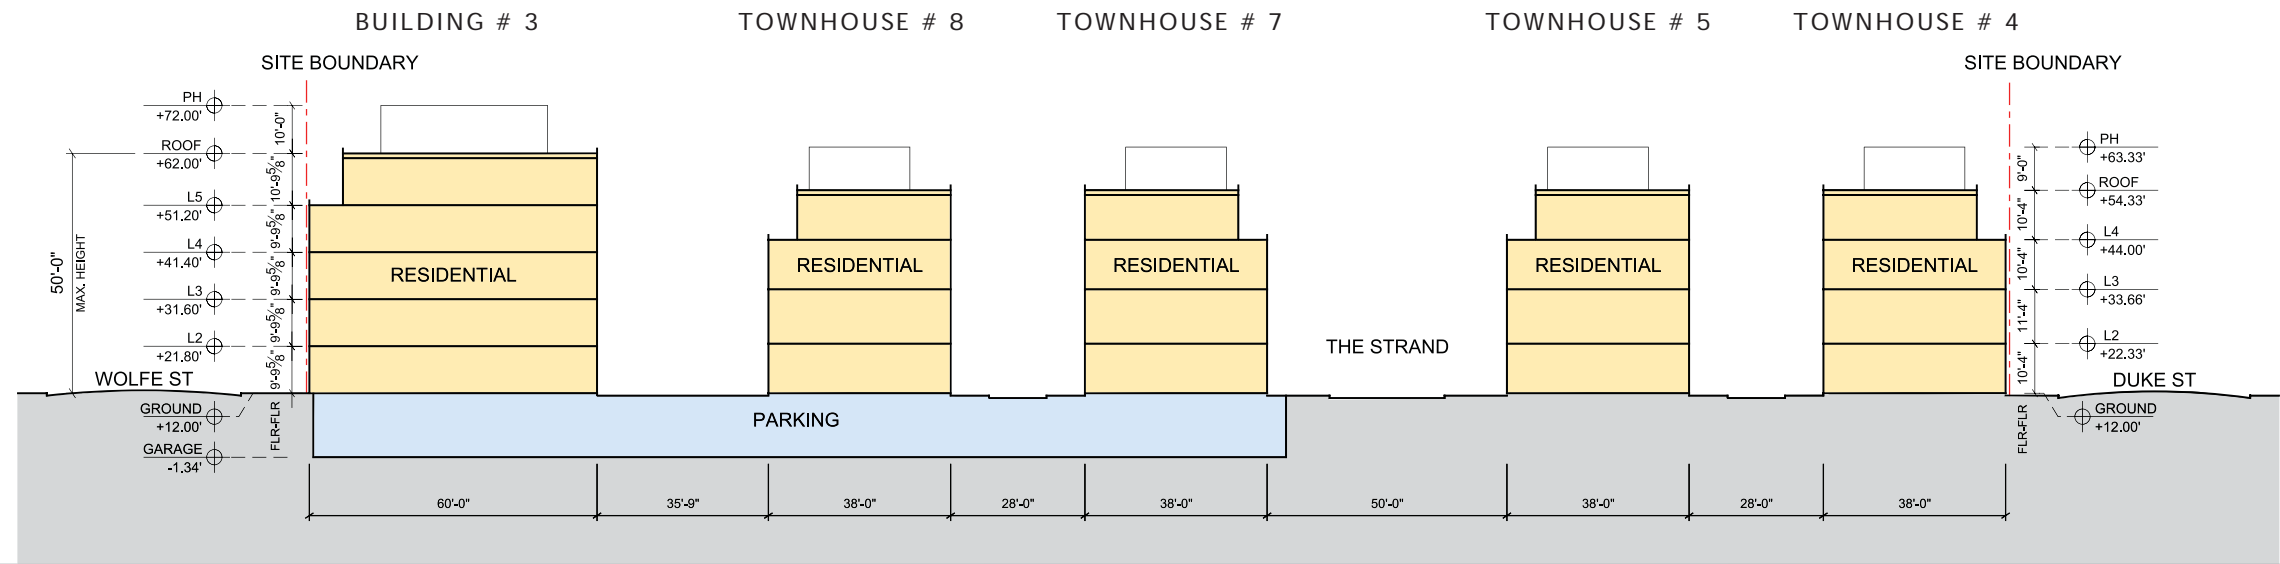 BUILDING # 3
TOWNHOUSE # 8
TOWNHOUSE # 7
TOWNHOUSE # 5
TOWNHOUSE # 4
SITE BOUNDARY
SITE BOUNDARY
PH
+72.00'
ROOF
+62.00'
L5
+51.20'
L4
+41.40'
L3
+31.60'
L2
+21.80'
GROUND
+12.00'
GARAGE
-1.34'
50'-0"
MAX. HEIGHT
10'-0"
10'-9⅝"
9'-9⅝"
9'-9⅝"
9'-9⅝"
9'-9⅝"
FLR-FLR
WOLFE ST
RESIDENTIAL
RESIDENTIAL
RESIDENTIAL
RESIDENTIAL
RESIDENTIAL
THE STRAND
PARKING
PH
+63.33'
ROOF
+54.33'
L4
+44.00'
L3
+33.66'
L2
+22.33'
DUKE ST
GROUND
+12.00'
9'-0"
10'-4"
10'-4"
11'-4"
10'-4"
FLR-FLR
60'-0"
35'-9"
38'-0"
28'-0"
38'-0"
50'-0"
38'-0"
28'-0"
38'-0"